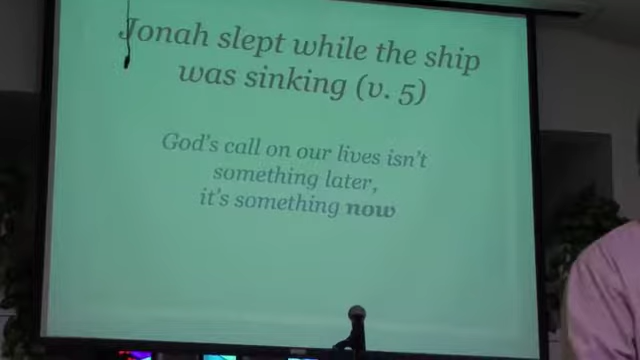 Jonah slept while the ship
was sinking (v. 5)
God's call on our lives isn't
something later,
it's something now